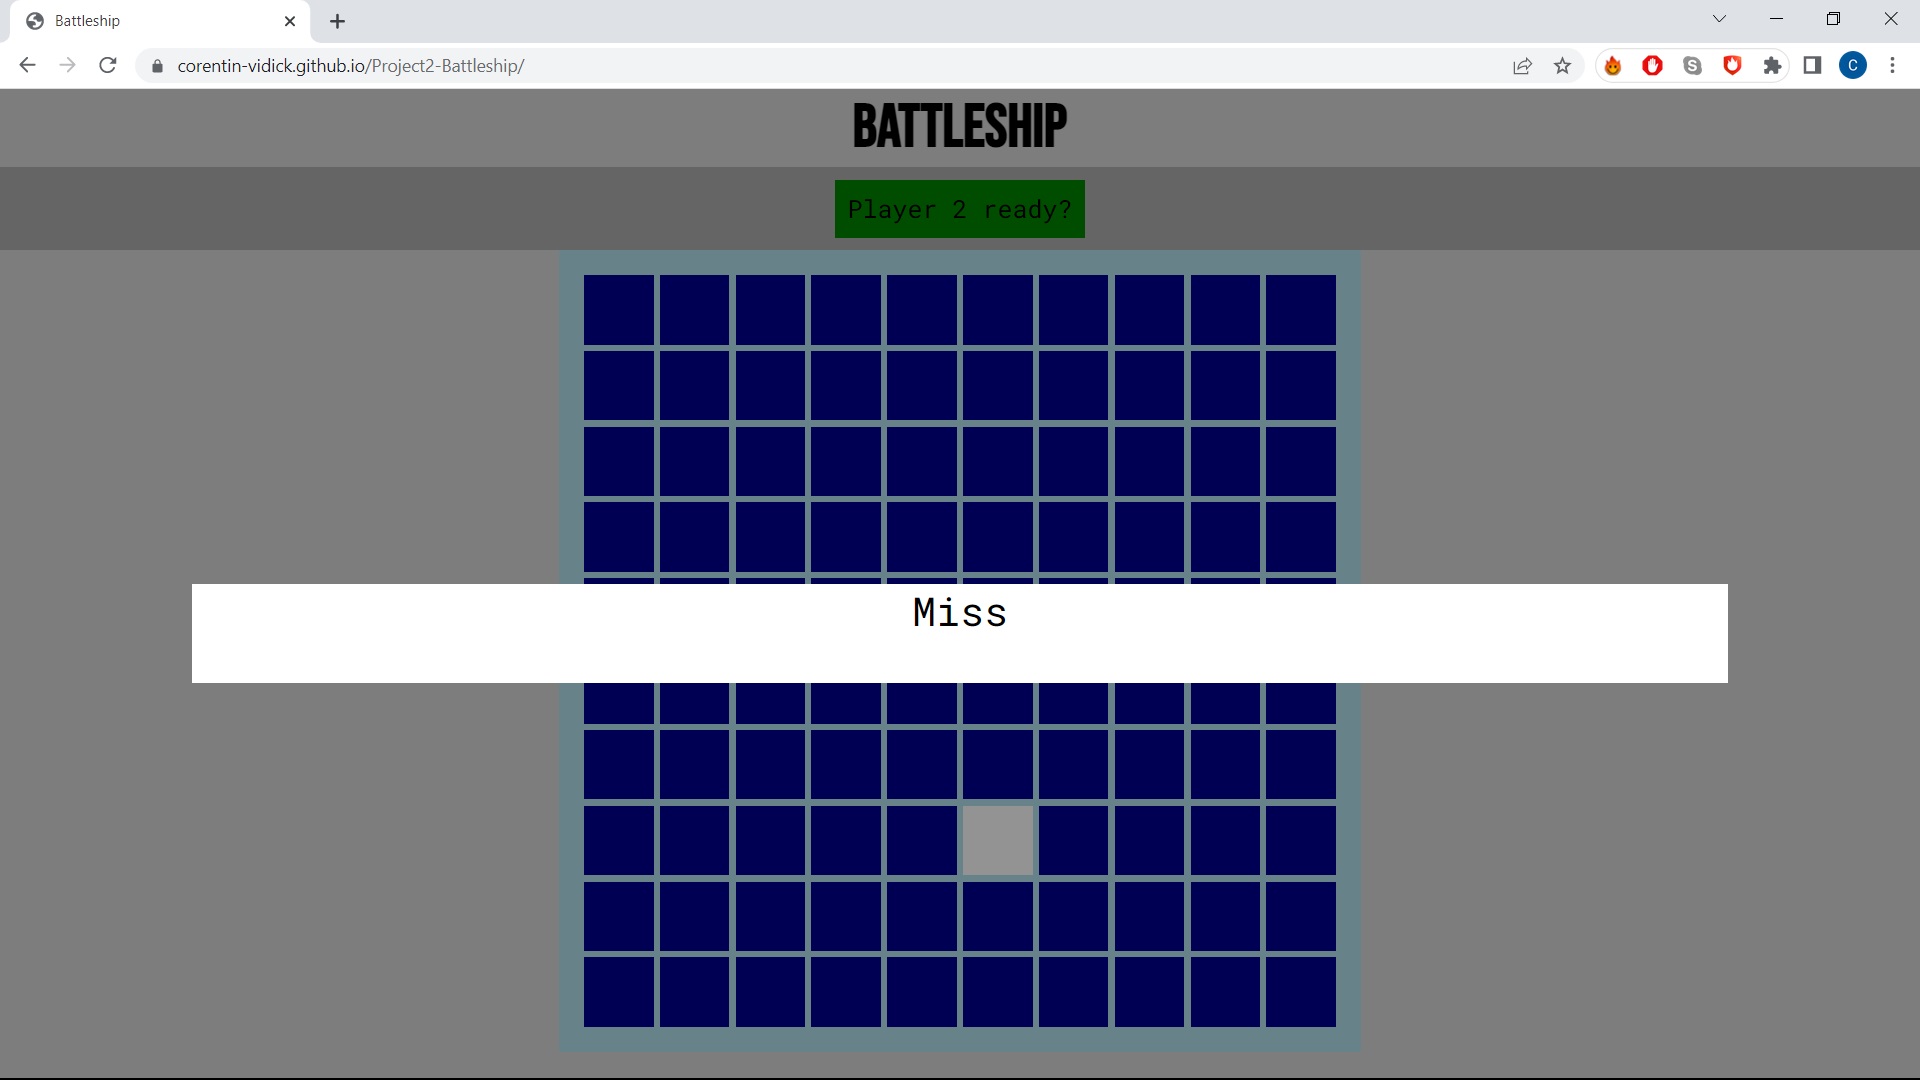 Battleship
corentin-vidick.github.io/Project2-Battleship/
C
BATTLESHIP
Player 2 ready?
Miss